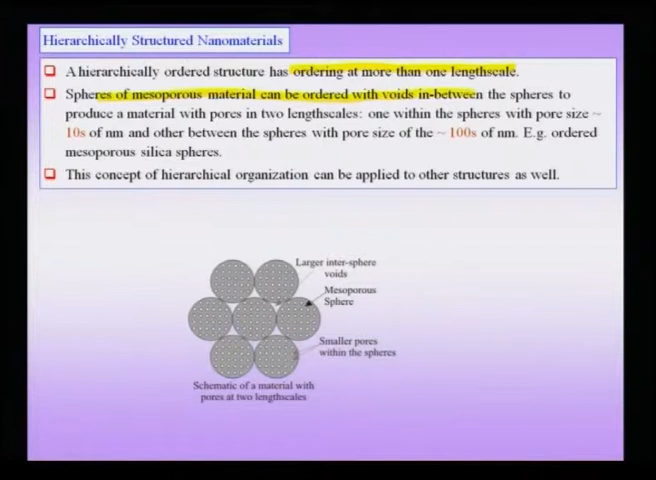 Hierarchically Structured Nanomaterials
A hierarchically ordered structure has ordering at more than one lengthscale.
Spheres of mesoporous material can be ordered with voids in-between the spheres to
produce a material with pores in two lengthscales: one within the spheres with pore size ~
10s of nm and other between the spheres with pore size of the ~ 100s of nm. E.g. ordered
mesoporous silica spheres.
This concept of hierarchical organization can be applied to other structures as well.
Larger inter-sphere
voids
Mesoporous
Sphere
Smaller pores
within the spheres
Schematic of a material with
pores at two lengthscales